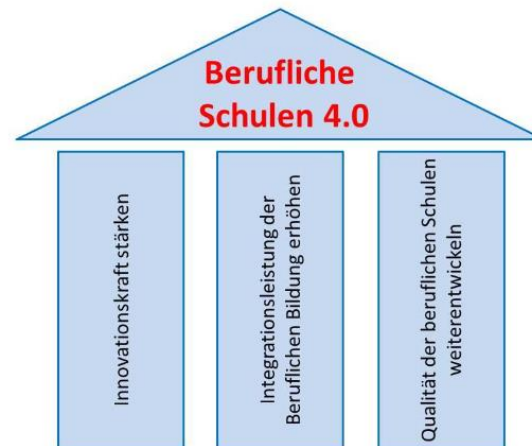 Berufliche
Schulen 4.0
Innovationskraft stärken
Integrationsleistung der
Beruflichen Bildung erhöhen
Qualität der beruflichen Schulen
weiterentwickeln